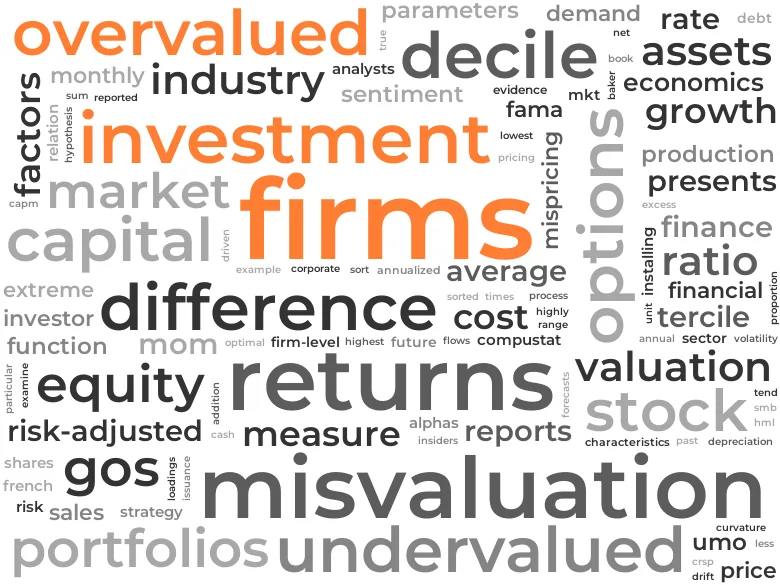 overvalued
true
parameters
demand
rate
debt
net
monthly
industry
analysts
decile
book
assets
factors
sum
reported
sentiment
evidence
mkt
baker
economics
relation
hypothesis
investment
fama
growth
lowest
pricing
mispricing
options
production
presents
capm
market
firms
excess
capital
driven
finance
installing
ratio
example
corporate
sort
annualized
average
financial
proportion
extreme
difference
sorted
times
process
unit
tercile
investor
cost
highly
range
function
mom
optimal
firm-level
highest
future
flows
compustat
annual
sector
volatility
particular
examine
equity
returns
valuation
forecasts
addition
stock
tend
smb
hml
risk-adjusted
cash
measure
alphas
insiders
reports
characteristics
past
depreciation
shares
gos
loadings
issuance
misvaluation
french
risk
sales
strategy
curvature
portfolios
undervalued
umo
less
crsp
drift
price